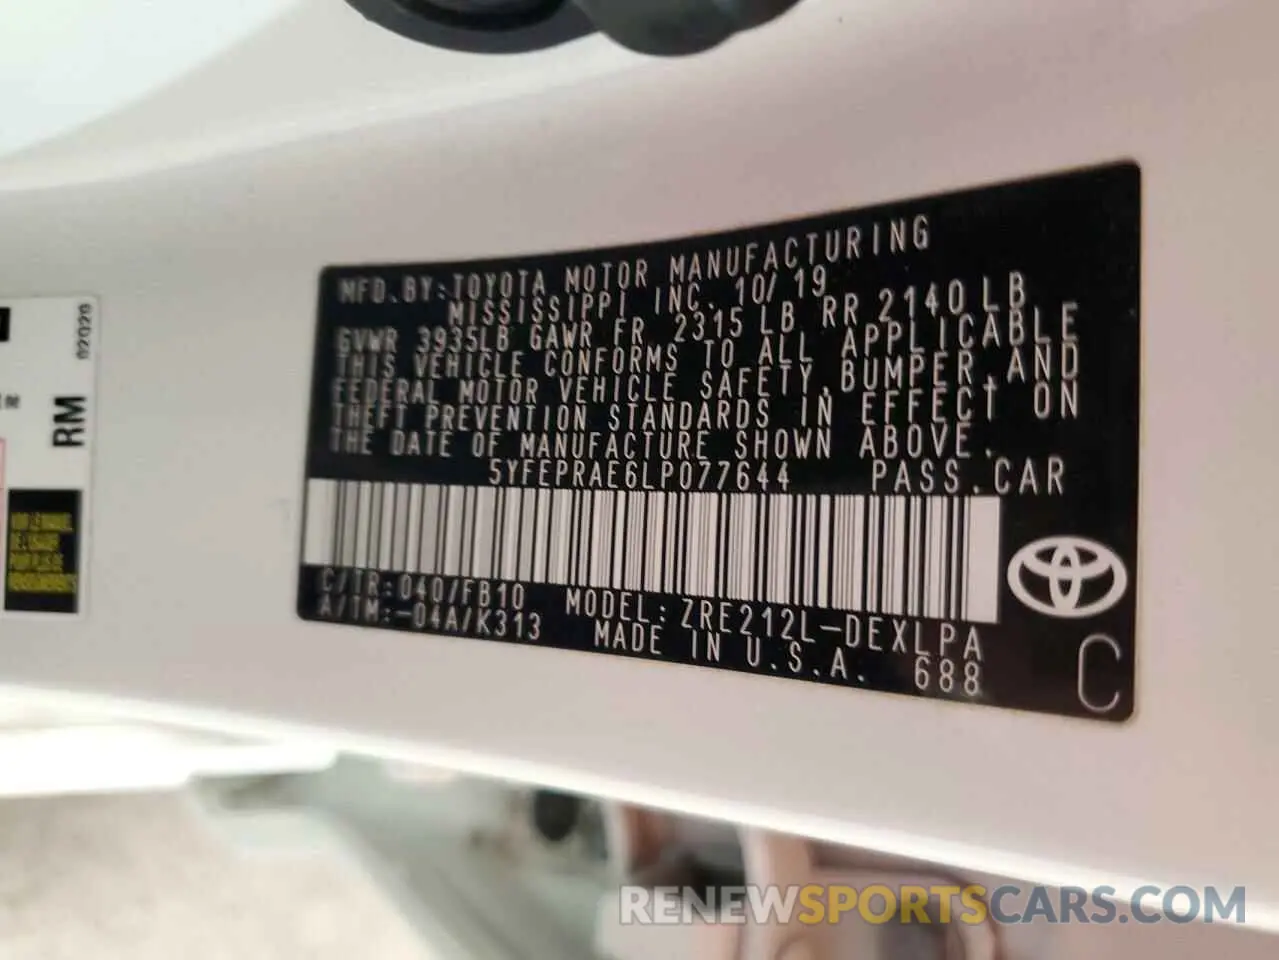 MFD.BY:TOYOTA MOTOR MANUFACTURING
MISSISSIPPI INC. 10/19
GVWR 3935LB GAWR FR 2315 LB RR 2140 LB
THIS VEHICLE CONFORMS TO ALL APPLICABLE
FEDERAL MOTOR VEHICLE SAFETY,BUMPER,AND
THEFT PREVENTION STANDARDS IN EFFECT ON
THE DATE OF MANUFACTURE SHOWN ABOVE.
5YFEPRAE6LP077644 PASS.CAR
C/TR:040/FB10
A/TM:-04A/K313
MODEL:ZRE212L-DEXLPA
MADE IN U.S.A. 688
C
RM
02020
RENEWSPORTSCARS.COM